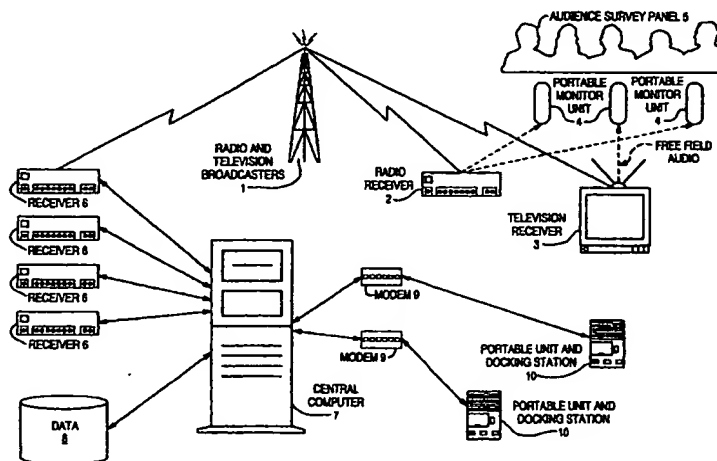 AUDIENCE SURVEY PANEL 5
PORTABLE
MONITOR
UNIT
4
PORTABLE
MONITOR UNIT
4
FREE FIELD
AUDIO
RADIO AND
TELEVISION
BROADCASTERS
1
RADIO
RECEIVER
2
TELEVISION
RECEIVER
3
RECEIVER 6
RECEIVER 6
RECEIVER 6
RECEIVER 6
MODEM 9
MODEM 9
CENTRAL
COMPUTER
7
PORTABLE UNIT AND
DOCKING STATION
10
PORTABLE UNIT AND
DOCKING STATION
10
DATA
8